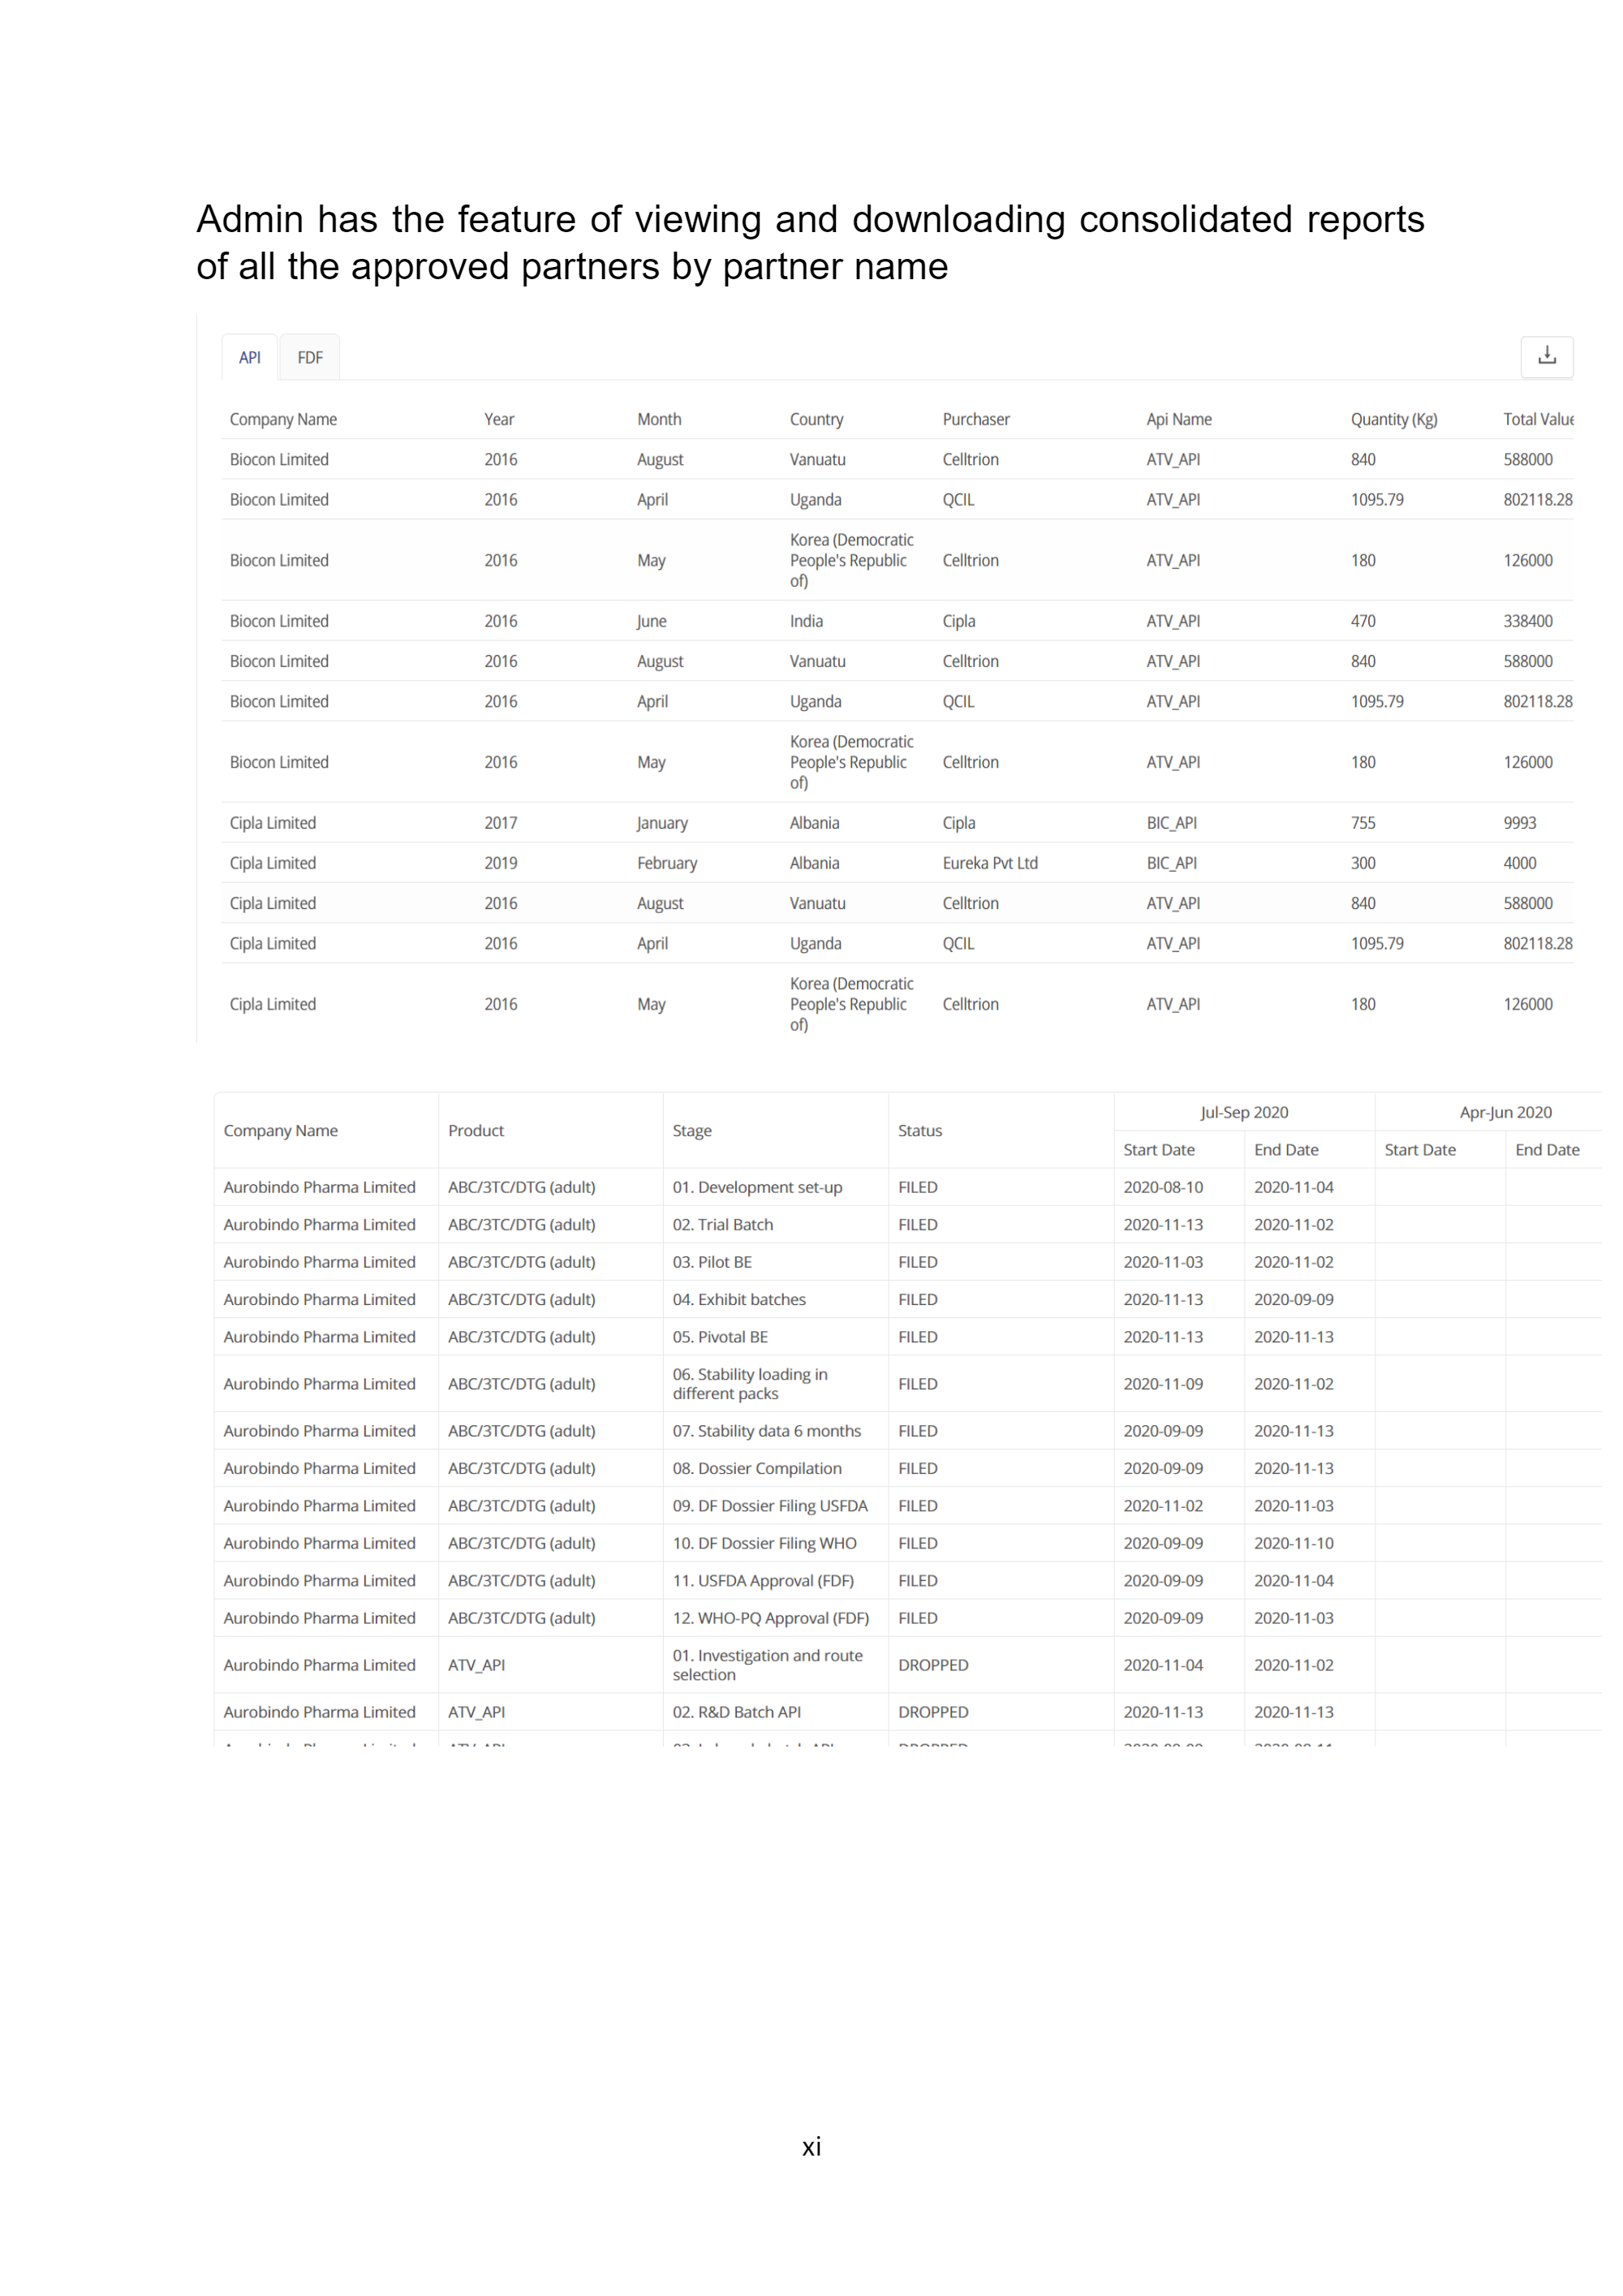 Admin has the feature of viewing and downloading consolidated reports
of all the approved partners by partner name
API FDF
Company Name Year Month Country Purchaser Api Name Quantity (Kg) Total Value
Biocon Limited 2016 August Vanuatu Celltrion ATV_API 840 588000
Biocon Limited 2016 April Uganda QCIL ATV_API 1095.79 802118.28
Korea (Democratic
Biocon Limited 2016 May People's Republic Celltrion ATV_API 180 126000
of)
Biocon Limited 2016 June India Cipla ATV_API 470 338400
Biocon Limited 2016 August Vanuatu Celltrion ATV_API 840 588000
Biocon Limited 2016 April Uganda QCIL ATV_API 1095.79 802118.28
Korea (Democratic
Biocon Limited 2016 May People's Republic Celltrion ATV_API 180 126000
of)
Cipla Limited 2017 January Albania Cipla BIC_API 755 9993
Cipla Limited 2019 February Albania Eureka Pvt Ltd BIC_API 300 4000
Cipla Limited 2016 August Vanuatu Celltrion ATV_API 840 588000
Cipla Limited 2016 April Uganda QCIL ATV_API 1095.79 802118.28
Korea (Democratic
Cipla Limited 2016 May People's Republic Celltrion ATV_API 180 126000
of)
Jul-Sep 2020 Apr-Jun 2020
Company Name Product Stage Status
Start Date End Date Start Date End Date
Aurobindo Pharma Limited ABC/3TC/DTG (adult) 01. Development set-up FILED 2020-08-10 2020-11-04
Aurobindo Pharma Limited ABC/3TC/DTG (adult) 02. Trial Batch FILED 2020-11-13 2020-11-02
Aurobindo Pharma Limited ABC/3TC/DTG (adult) 03. Pilot BE FILED 2020-11-03 2020-11-02
Aurobindo Pharma Limited ABC/3TC/DTG (adult) 04. Exhibit batches FILED 2020-11-13 2020-09-09
Aurobindo Pharma Limited ABC/3TC/DTG (adult) 05. Pivotal BE FILED 2020-11-13 2020-11-13
06. Stability loading in
Aurobindo Pharma Limited ABC/3TC/DTG (adult) FILED 2020-11-09 2020-11-02
different packs
Aurobindo Pharma Limited ABC/3TC/DTG (adult) 07. Stability data 6 months FILED 2020-09-09 2020-11-13
Aurobindo Pharma Limited ABC/3TC/DTG (adult) 08. Dossier Compilation FILED 2020-09-09 2020-11-13
Aurobindo Pharma Limited ABC/3TC/DTG (adult) 09. DF Dossier Filing USFDA FILED 2020-11-02 2020-11-03
Aurobindo Pharma Limited ABC/3TC/DTG (adult) 10. DF Dossier Filing WHO FILED 2020-09-09 2020-11-10
Aurobindo Pharma Limited ABC/3TC/DTG (adult) 11. USFDA Approval (FDF) FILED 2020-09-09 2020-11-04
Aurobindo Pharma Limited ABC/3TC/DTG (adult) 12. WHO-PQ Approval (FDF) FILED 2020-09-09 2020-11-03
01. Investigation and route
Aurobindo Pharma Limited ATV_API DROPPED 2020-11-04 2020-11-02
selection
Aurobindo Pharma Limited ATV_API 02. R&D Batch API DROPPED 2020-11-13 2020-11-13
xi